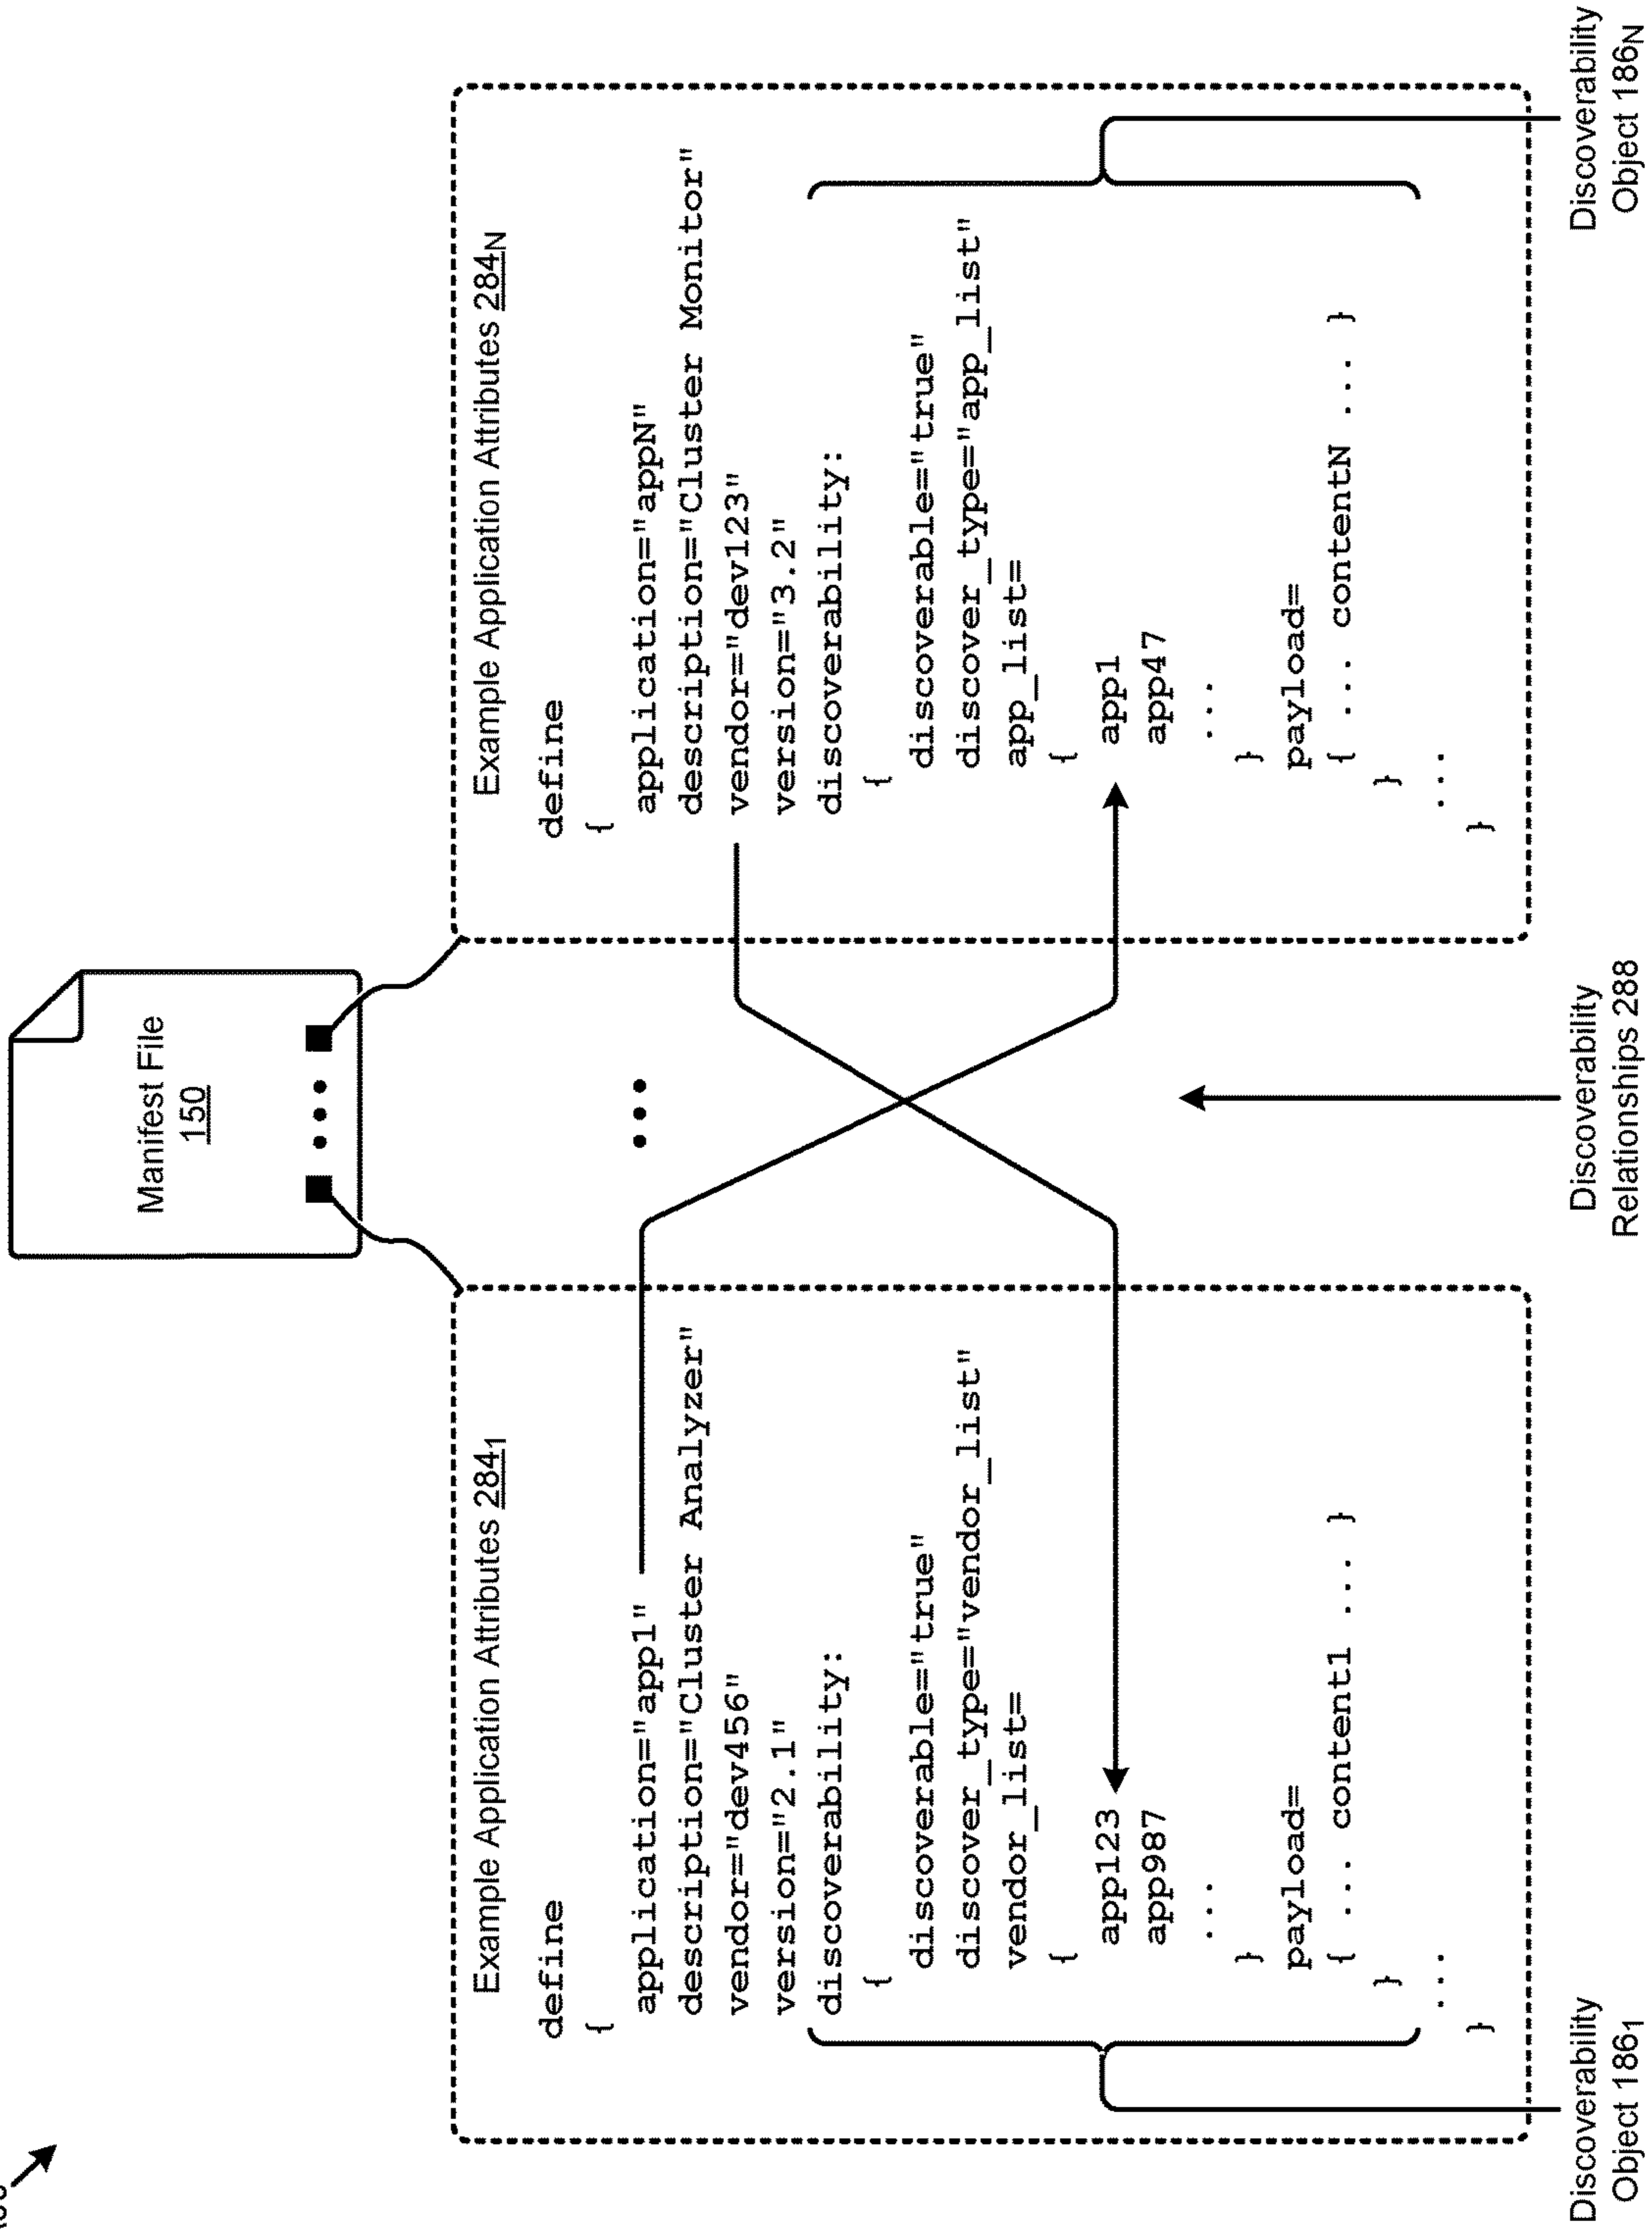 Manifest File
150
Example Application Attributes 284₁
define
{
application="app1"
description="Cluster Analyzer"
vendor="dev456"
version="2.1"
discoverability:
{
discoverable="true"
discover_type="vendor_list"
vendor_list=
{
app123
app987
...
}
payload=
{ ... content1 ... }
}
...
}
Example Application Attributes 284N
define
{
application="appN"
description="Cluster Monitor"
vendor="dev123"
version="3.2"
discoverability:
{
discoverable="true"
discover_type="app_list"
app_list=
{
app1
app47
...
}
payload=
{ ... contentN ... }
}
...
}
Discoverability
Object 186₁
Discoverability
Relationships 288
Discoverability
Object 186N